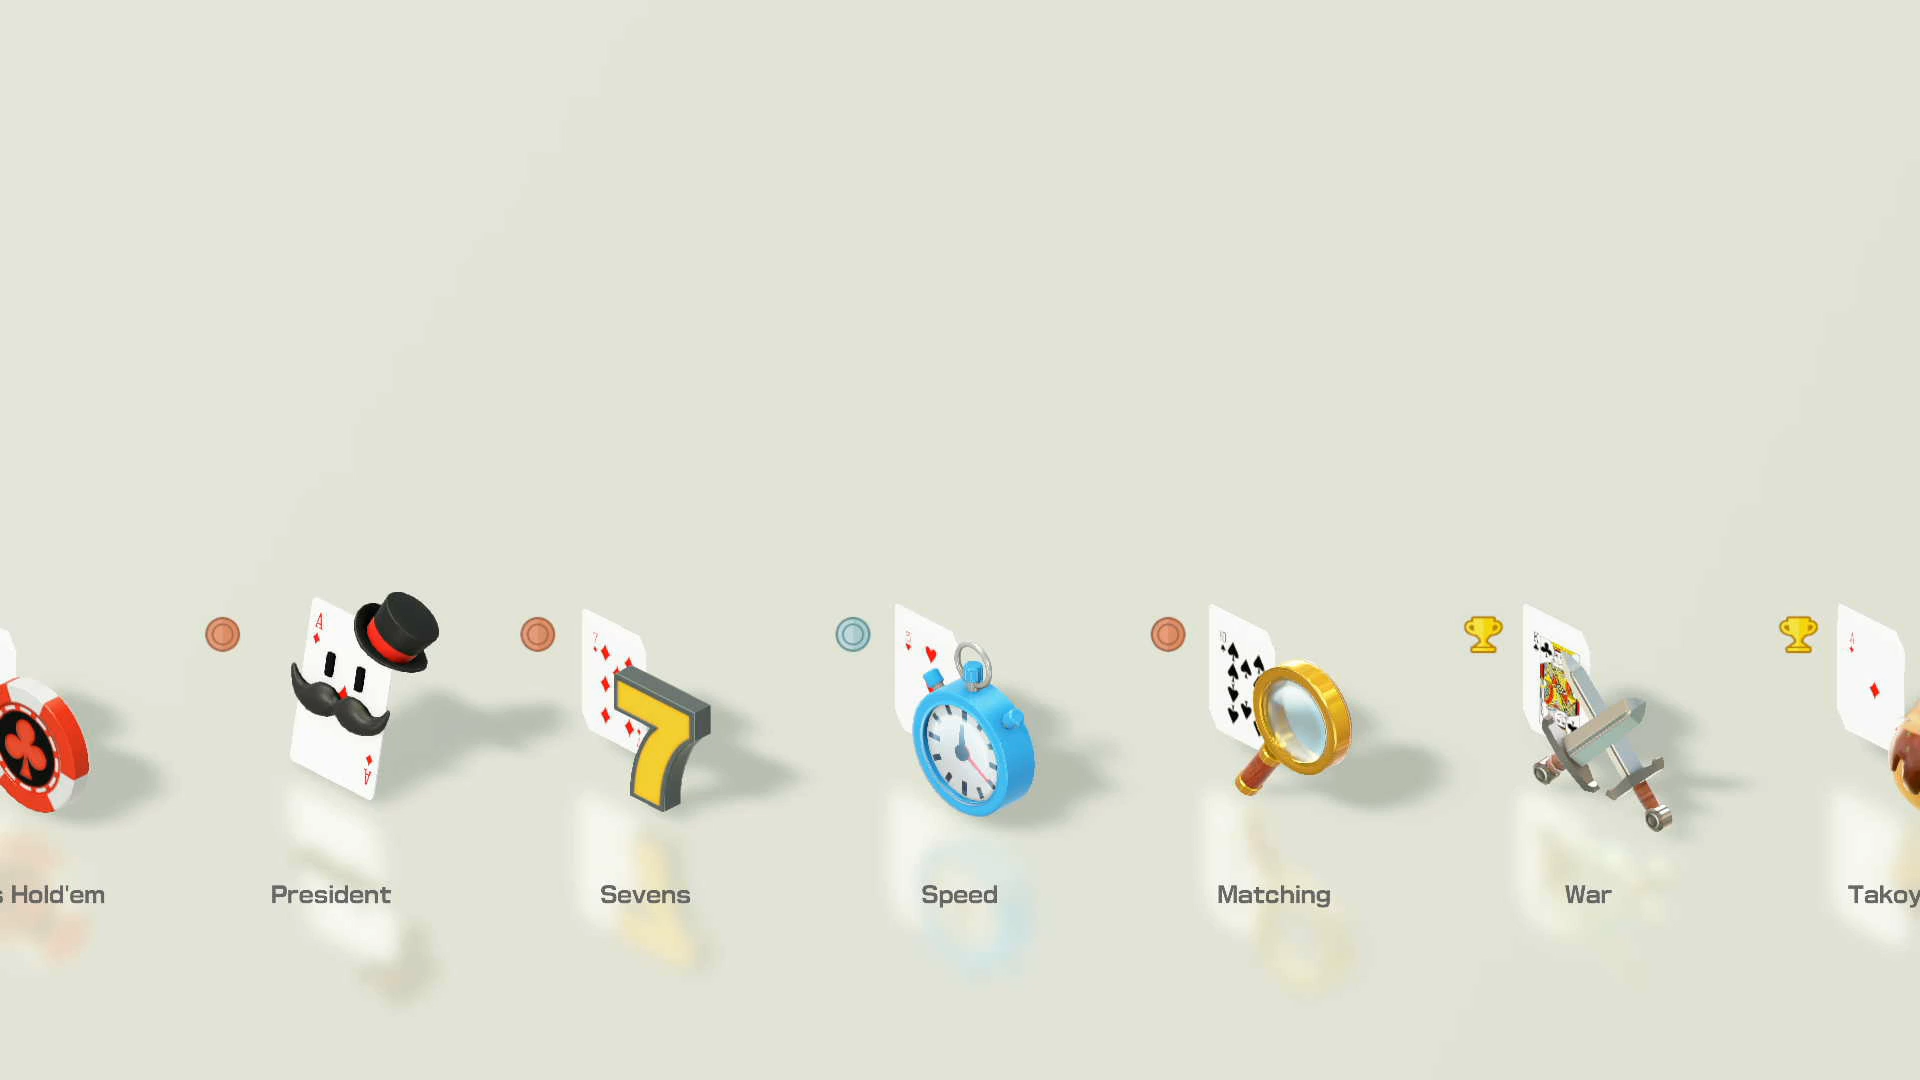 Hold'em
President
Sevens
Speed
Matching
War
Takoy